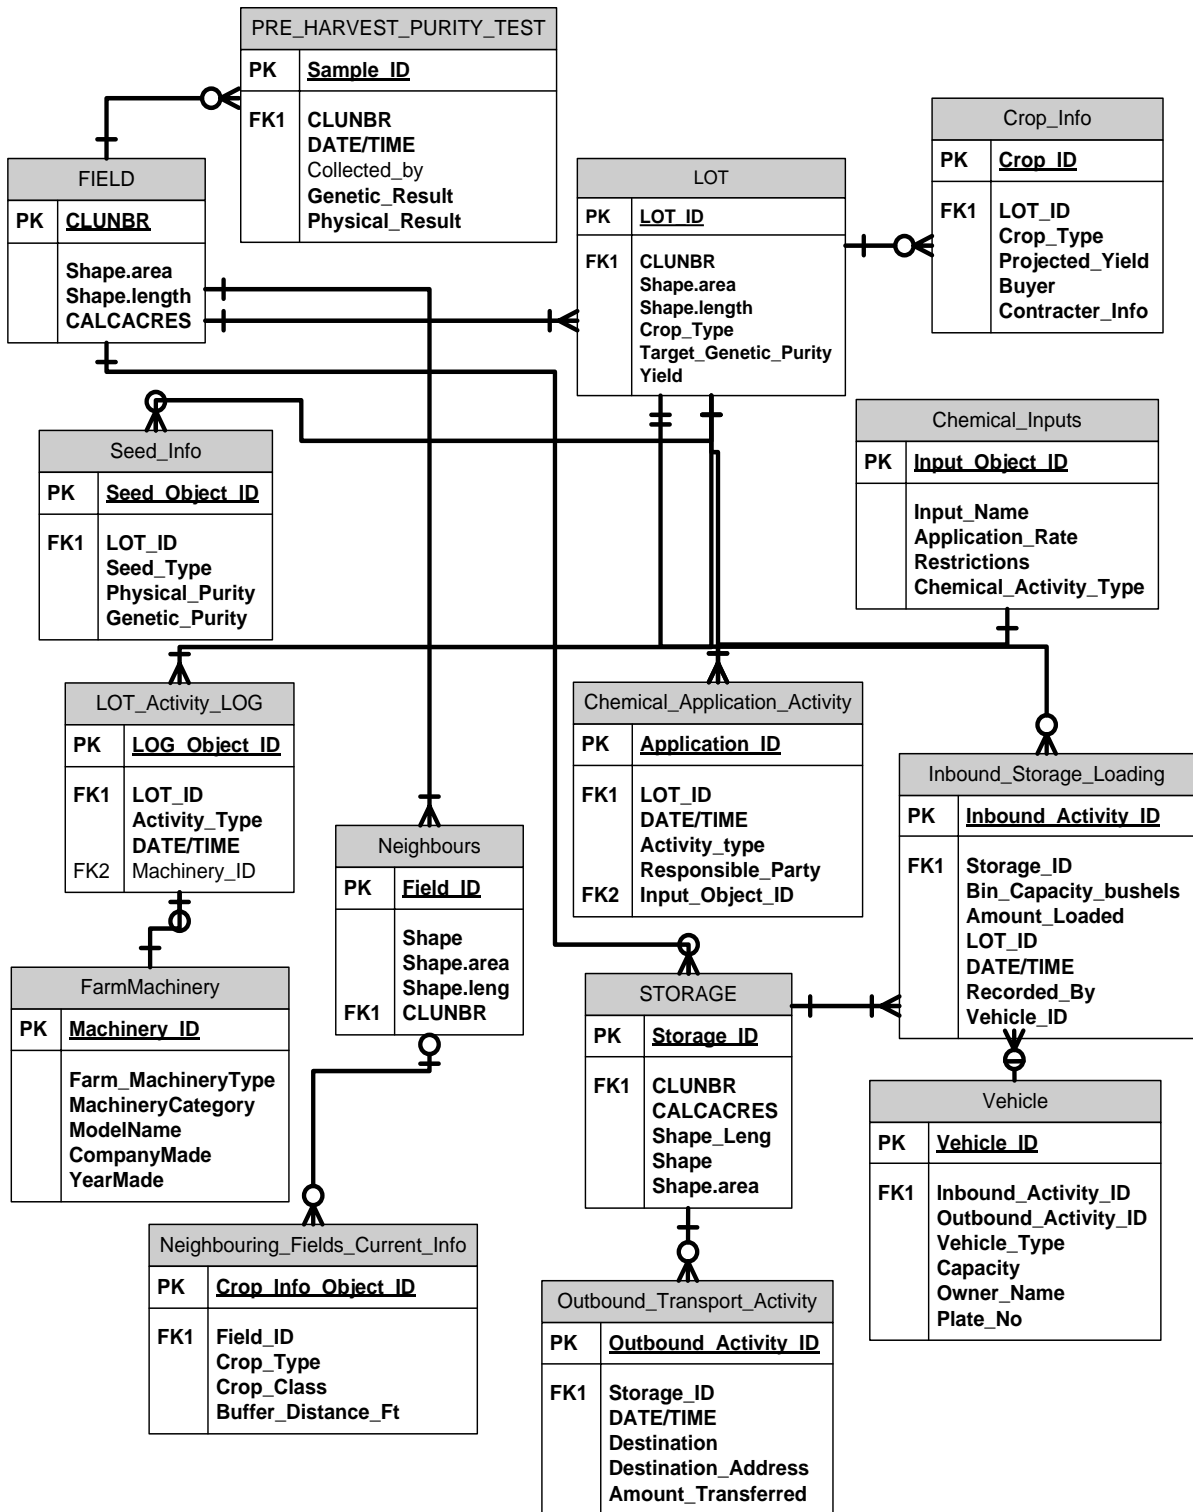 PRE_HARVEST_PURITY_TEST
PK Sample_ID
FK1 CLUNBR
DATE/TIME
Collected_by
Genetic_Result
Physical_Result
Crop_Info
PK Crop_ID
FK1 LOT_ID
Crop_Type
Projected_Yield
Buyer
Contracter_Info
FIELD
PK CLUNBR
Shape.area
Shape.length
CALCACRES
LOT
PK LOT_ID
FK1 CLUNBR
Shape.area
Shape.length
Crop_Type
Target_Genetic_Purity
Yield
Seed_Info
PK Seed_Object_ID
FK1 LOT_ID
Seed_Type
Physical_Purity
Genetic_Purity
Chemical_Inputs
PK Input_Object_ID
Input_Name
Application_Rate
Restrictions
Chemical_Activity_Type
LOT_Activity_LOG
PK LOG_Object_ID
FK1 LOT_ID
Activity_Type
DATE/TIME
FK2 Machinery_ID
Chemical_Application_Activity
PK Application_ID
FK1 LOT_ID
DATE/TIME
Activity_type
Responsible_Party
FK2 Input_Object_ID
Inbound_Storage_Loading
PK Inbound_Activity_ID
FK1 Storage_ID
Bin_Capacity_bushels
Amount_Loaded
LOT_ID
DATE/TIME
Recorded_By
Vehicle_ID
Neighbours
PK Field_ID
Shape
Shape.area
Shape.leng
FK1 CLUNBR
FarmMachinery
PK Machinery_ID
Farm_MachineryType
MachineryCategory
ModelName
CompanyMade
YearMade
STORAGE
PK Storage_ID
FK1 CLUNBR
CALCACRES
Shape_Leng
Shape
Shape.area
Vehicle
PK Vehicle_ID
FK1 Inbound_Activity_ID
Outbound_Activity_ID
Vehicle_Type
Capacity
Owner_Name
Plate_No
Neighbouring_Fields_Current_Info
PK Crop_Info_Object_ID
FK1 Field_ID
Crop_Type
Crop_Class
Buffer_Distance_Ft
Outbound_Transport_Activity
PK Outbound_Activity_ID
FK1 Storage_ID
DATE/TIME
Destination
Destination_Address
Amount_Transferred